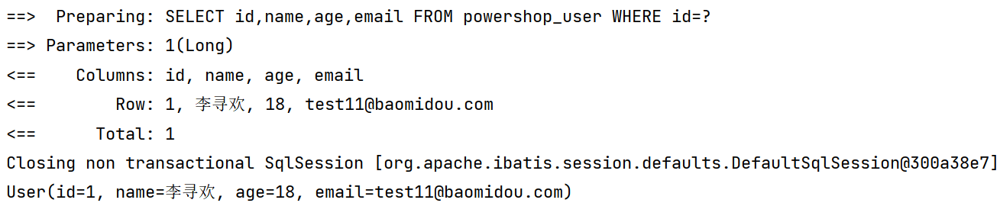 ==>  Preparing: SELECT id,name,age,email FROM powershop_user WHERE id=?
==> Parameters: 1(Long)
<==    Columns: id, name, age, email
<==        Row: 1, 李寻欢, 18, test11@baomidou.com
<==      Total: 1
Closing non transactional SqlSession [org.apache.ibatis.session.defaults.DefaultSqlSession@300a38e7]
User(id=1, name=李寻欢, age=18, email=test11@baomidou.com)